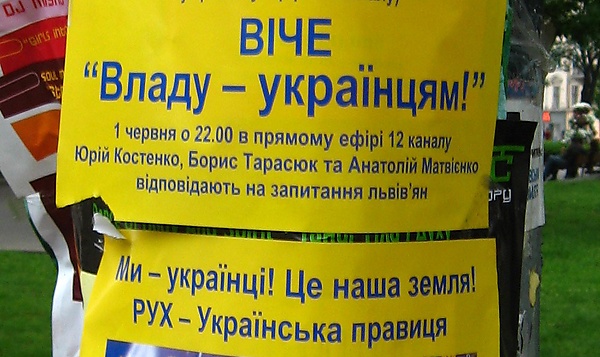 ВІЧЕ
“Владу – українцям!”
1 червня о 22.00 в прямому ефірі 12 каналу
Юрій Костенко, Борис Тарасюк та Анатолій Матвієнко
відповідають на запитання львів'ян
Ми – українці! Це наша земля!
РУХ – Українська правиця